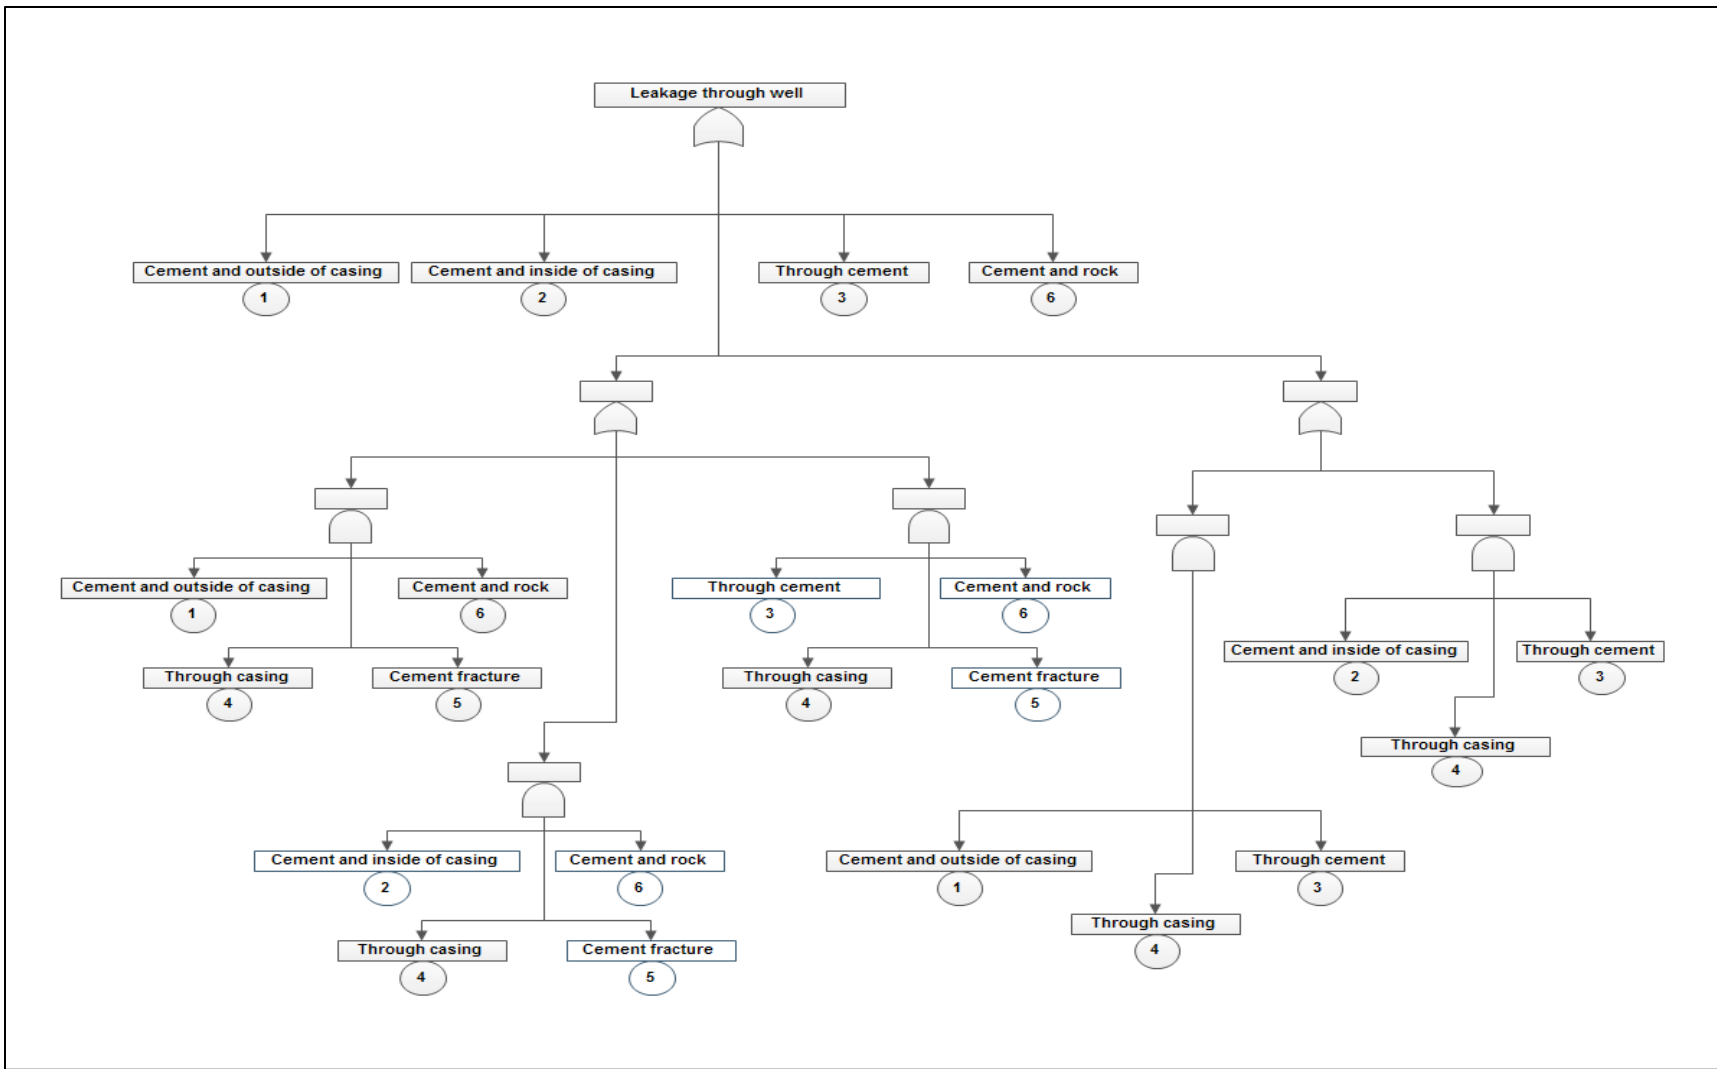 Leakage through well
Cement and outside of casing
Cement and inside of casing
Through cement
Cement and rock
1
2
3
6
Cement and outside of casing
Cement and rock
Through cement
Cement and rock
1
6
3
6
Cement and inside of casing
Through cement
2
3
Through casing
Cement fracture
Through casing
Cement fracture
4
5
4
5
Through casing
4
Cement and inside of casing
Cement and rock
Cement and outside of casing
Through cement
2
6
1
3
Through casing
4
Through casing
Cement fracture
4
5